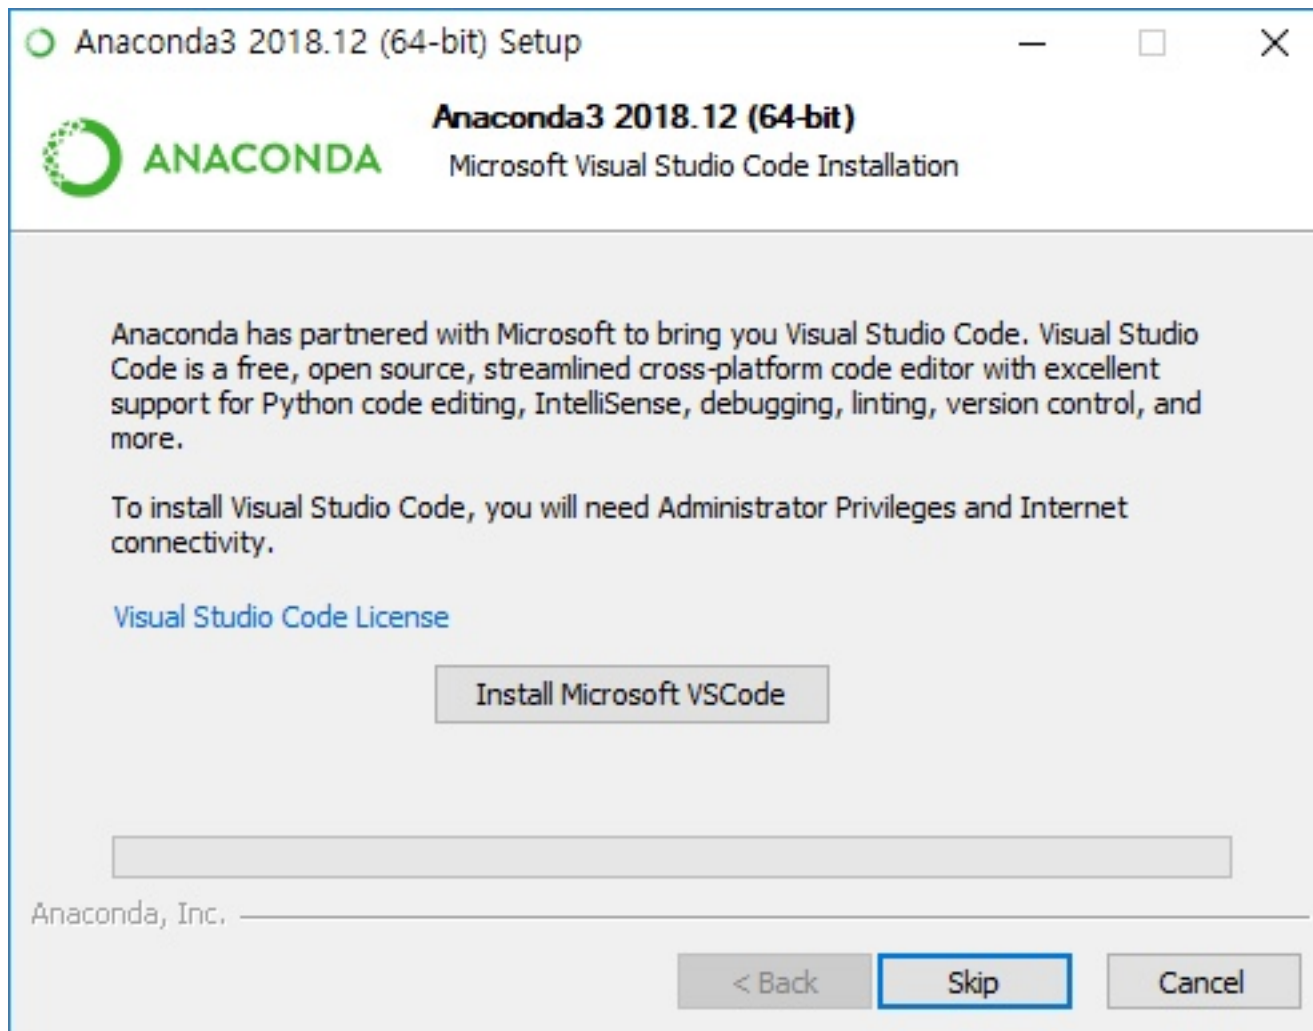 Anaconda3 2018.12 (64-bit) Setup
ANACONDA
Anaconda3 2018.12 (64-bit)
Microsoft Visual Studio Code Installation
Anaconda has partnered with Microsoft to bring you Visual Studio Code. Visual Studio
Code is a free, open source, streamlined cross-platform code editor with excellent
support for Python code editing, IntelliSense, debugging, linting, version control, and
more.
To install Visual Studio Code, you will need Administrator Privileges and Internet
connectivity.
Visual Studio Code License
Install Microsoft VSCode
Anaconda, Inc.
< Back
Skip
Cancel